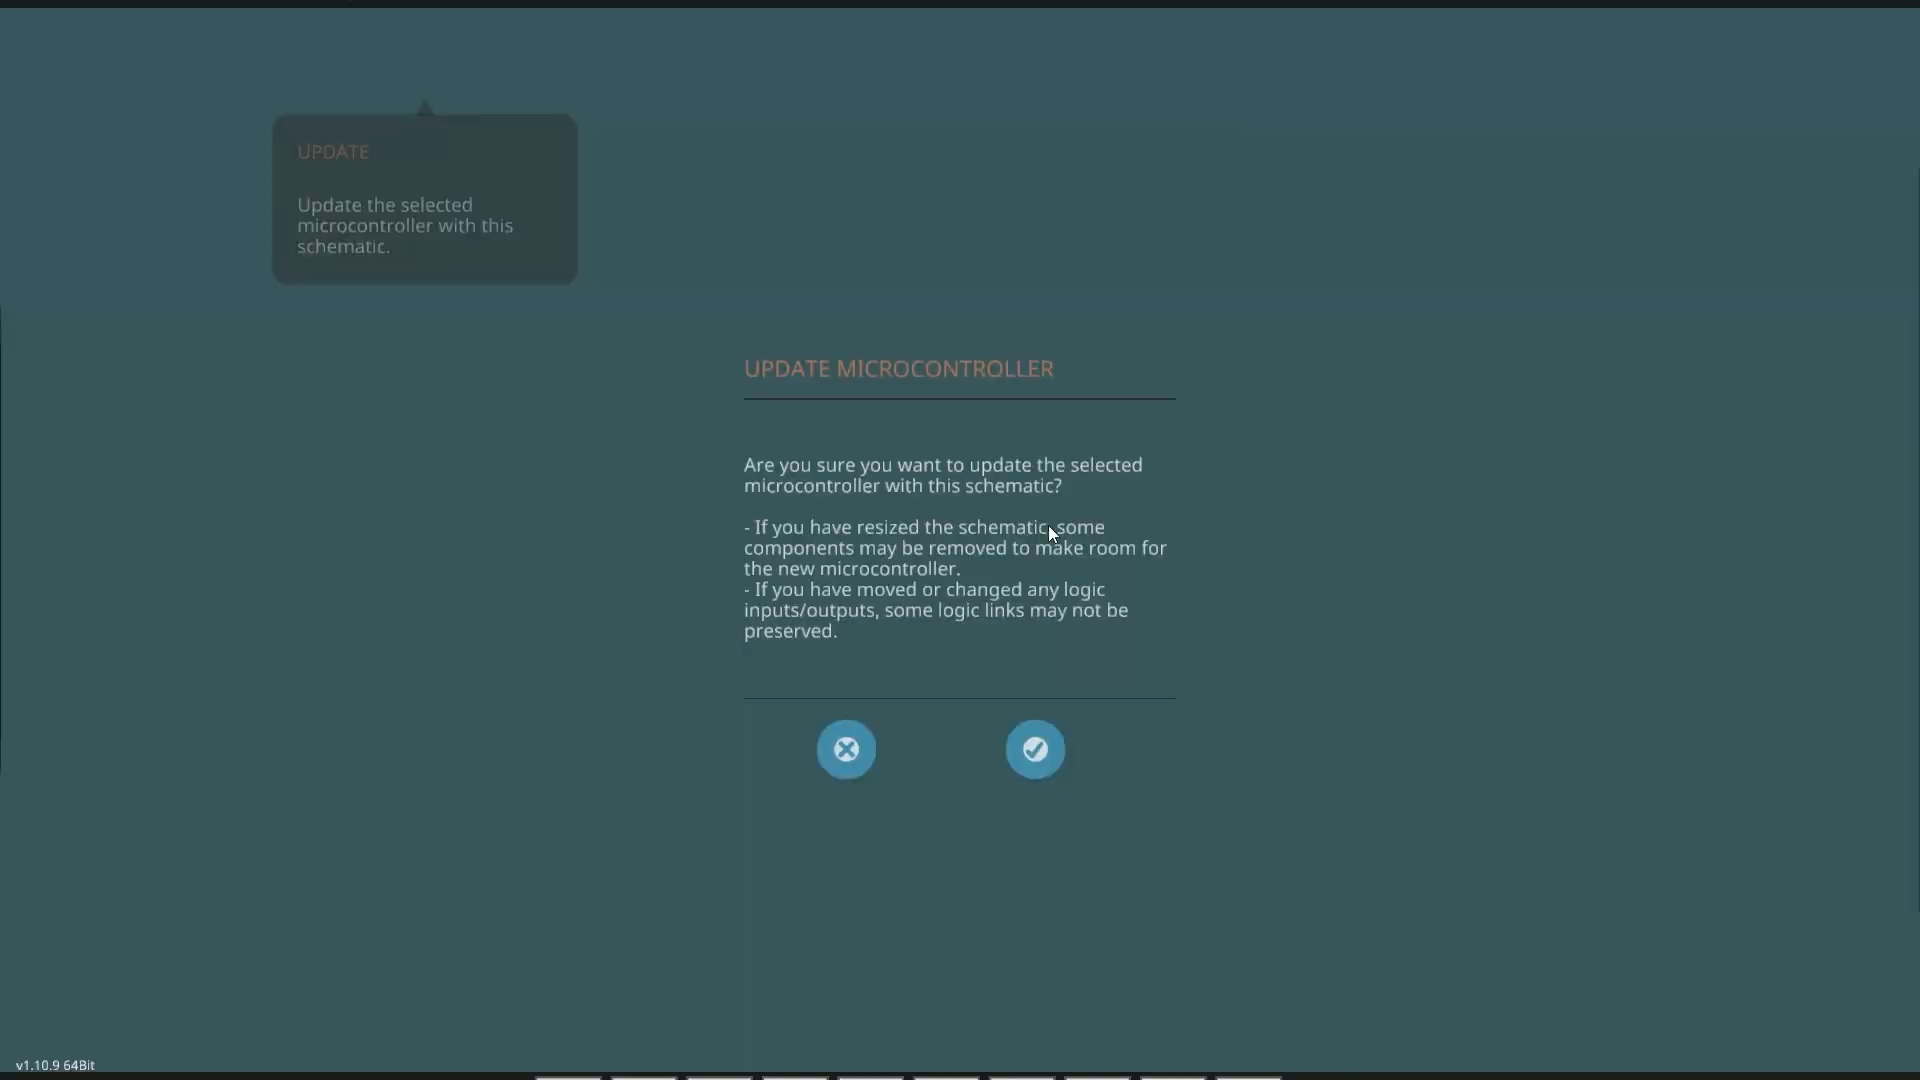 UPDATE
Update the selected
microcontroller with this
schematic.
UPDATE MICROCONTROLLER
Are you sure you want to update the selected
microcontroller with this schematic?
- If you have resized the schematic, some
components may be removed to make room for
the new microcontroller.
- If you have moved or changed any logic
inputs/outputs, some logic links may not be
preserved.
v1.10.9 64Bit